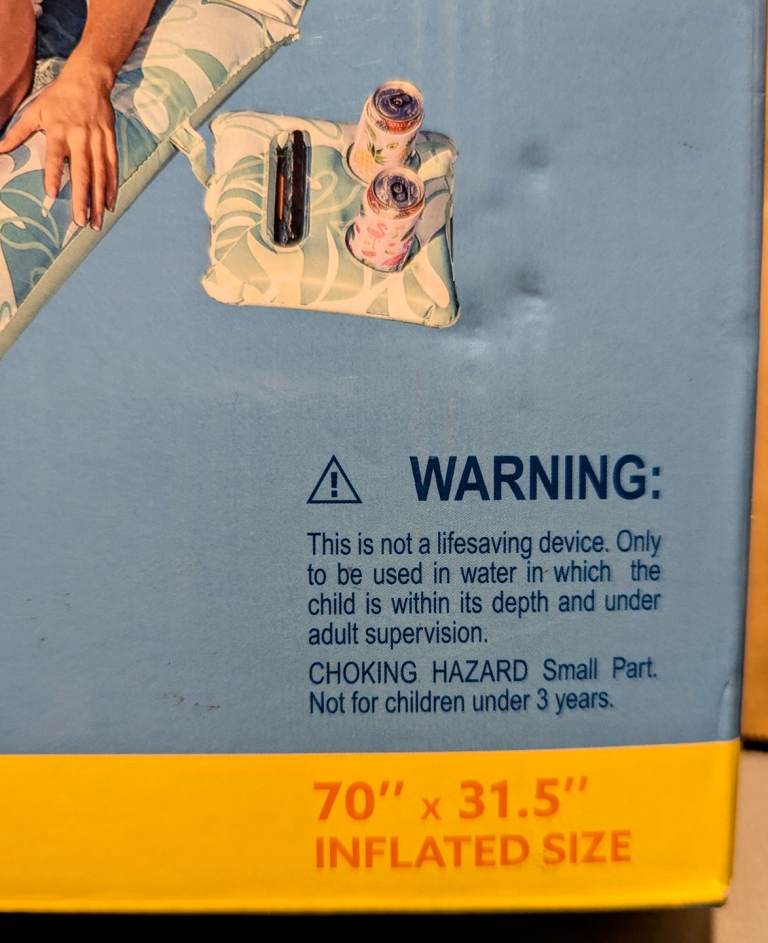 WARNING:
This is not a lifesaving device. Only
to be used in water in which the
child is within its depth and under
adult supervision.
CHOKING HAZARD Small Part.
Not for children under 3 years.
70″ x 31.5″
INFLATED SIZE